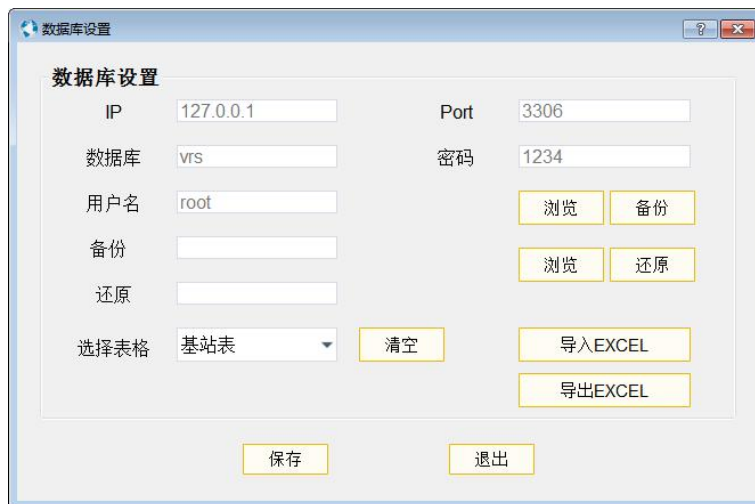 数据库设置
数据库设置
IP 127.0.0.1 Port 3306
数据库 vrs 密码 1234
用户名 root 浏览 备份
备份
浏览 还原
还原
选择表格 基站表 清空 导入EXCEL
导出EXCEL
保存 退出